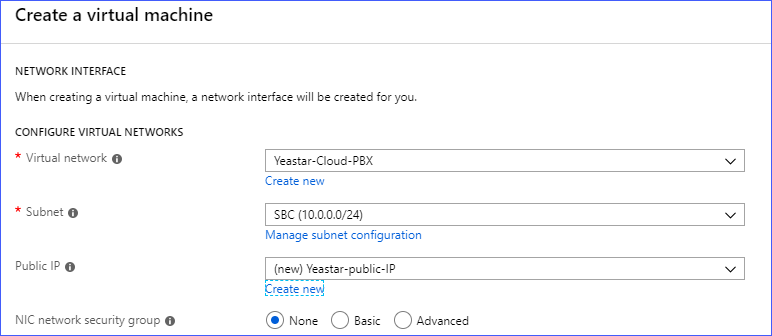 Create a virtual machine
NETWORK INTERFACE
When creating a virtual machine, a network interface will be created for you.
CONFIGURE VIRTUAL NETWORKS
* Virtual network
Yeastar-Cloud-PBX
Create new
* Subnet
SBC (10.0.0.0/24)
Manage subnet configuration
Public IP
(new) Yeastar-public-IP
Create new
NIC network security group
None Basic Advanced